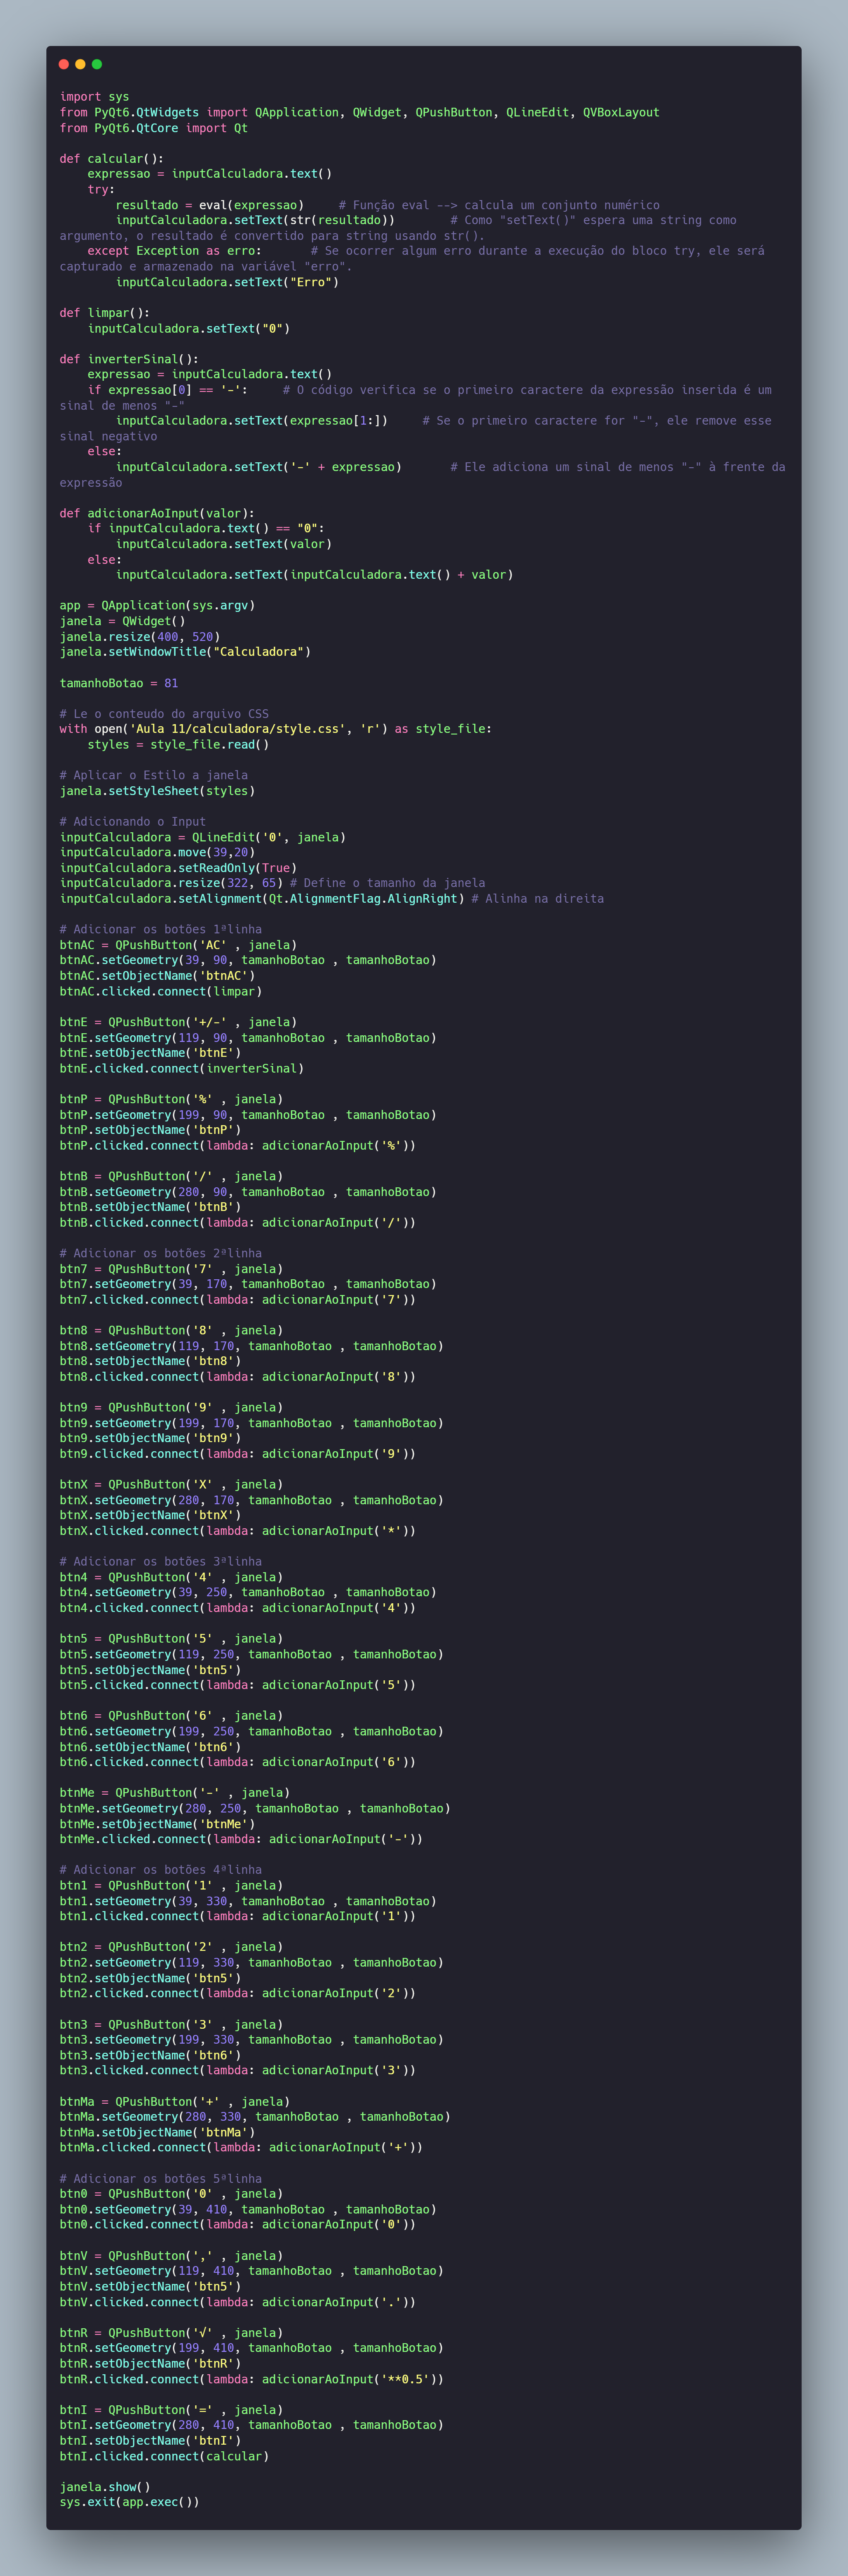 import sys
from PyQt6.QtWidgets import QApplication, QWidget, QPushButton, QLineEdit, QVBoxLayout
from PyQt6.QtCore import Qt

def calcular():
    expressao = inputCalculadora.text()
    try:
        resultado = eval(expressao)     # Função eval --> calcula um conjunto numérico
        inputCalculadora.setText(str(resultado))        # Como "setText()" espera uma string como
argumento, o resultado é convertido para string usando str().
    except Exception as erro:       # Se ocorrer algum erro durante a execução do bloco try, ele será
capturado e armazenado na variável "erro".
        inputCalculadora.setText("Erro")

def limpar():
    inputCalculadora.setText("0")

def inverterSinal():
    expressao = inputCalculadora.text()
    if expressao[0] == '-':     # O código verifica se o primeiro caractere da expressão inserida é um
sinal de menos "-"
        inputCalculadora.setText(expressao[1:])     # Se o primeiro caractere for "-", ele remove esse
sinal negativo
    else:
        inputCalculadora.setText('-' + expressao)       # Ele adiciona um sinal de menos "-" à frente da
expressão

def adicionarAoInput(valor):
    if inputCalculadora.text() == "0":
        inputCalculadora.setText(valor)
    else:
        inputCalculadora.setText(inputCalculadora.text() + valor)

app = QApplication(sys.argv)
janela = QWidget()
janela.resize(400, 520)
janela.setWindowTitle("Calculadora")

tamanhoBotao = 81

# Le o conteudo do arquivo CSS
with open('Aula 11/calculadora/style.css', 'r') as style_file:
    styles = style_file.read()

# Aplicar o Estilo a janela
janela.setStyleSheet(styles)

# Adicionando o Input
inputCalculadora = QLineEdit('0', janela)
inputCalculadora.move(39,20)
inputCalculadora.setReadOnly(True)
inputCalculadora.resize(322, 65) # Define o tamanho da janela
inputCalculadora.setAlignment(Qt.AlignmentFlag.AlignRight) # Alinha na direita

# Adicionar os botões 1ªlinha
btnAC = QPushButton('AC' , janela)
btnAC.setGeometry(39, 90, tamanhoBotao , tamanhoBotao)
btnAC.setObjectName('btnAC')
btnAC.clicked.connect(limpar)

btnE = QPushButton('+/-' , janela)
btnE.setGeometry(119, 90, tamanhoBotao , tamanhoBotao)
btnE.setObjectName('btnE')
btnE.clicked.connect(inverterSinal)

btnP = QPushButton('%' , janela)
btnP.setGeometry(199, 90, tamanhoBotao , tamanhoBotao)
btnP.setObjectName('btnP')
btnP.clicked.connect(lambda: adicionarAoInput('%'))

btnB = QPushButton('/' , janela)
btnB.setGeometry(280, 90, tamanhoBotao , tamanhoBotao)
btnB.setObjectName('btnB')
btnB.clicked.connect(lambda: adicionarAoInput('/'))

# Adicionar os botões 2ªlinha
btn7 = QPushButton('7' , janela)
btn7.setGeometry(39, 170, tamanhoBotao , tamanhoBotao)
btn7.clicked.connect(lambda: adicionarAoInput('7'))

btn8 = QPushButton('8' , janela)
btn8.setGeometry(119, 170, tamanhoBotao , tamanhoBotao)
btn8.setObjectName('btn8')
btn8.clicked.connect(lambda: adicionarAoInput('8'))

btn9 = QPushButton('9' , janela)
btn9.setGeometry(199, 170, tamanhoBotao , tamanhoBotao)
btn9.setObjectName('btn9')
btn9.clicked.connect(lambda: adicionarAoInput('9'))

btnX = QPushButton('X' , janela)
btnX.setGeometry(280, 170, tamanhoBotao , tamanhoBotao)
btnX.setObjectName('btnX')
btnX.clicked.connect(lambda: adicionarAoInput('*'))

# Adicionar os botões 3ªlinha
btn4 = QPushButton('4' , janela)
btn4.setGeometry(39, 250, tamanhoBotao , tamanhoBotao)
btn4.clicked.connect(lambda: adicionarAoInput('4'))

btn5 = QPushButton('5' , janela)
btn5.setGeometry(119, 250, tamanhoBotao , tamanhoBotao)
btn5.setObjectName('btn5')
btn5.clicked.connect(lambda: adicionarAoInput('5'))

btn6 = QPushButton('6' , janela)
btn6.setGeometry(199, 250, tamanhoBotao , tamanhoBotao)
btn6.setObjectName('btn6')
btn6.clicked.connect(lambda: adicionarAoInput('6'))

btnMe = QPushButton('-' , janela)
btnMe.setGeometry(280, 250, tamanhoBotao , tamanhoBotao)
btnMe.setObjectName('btnMe')
btnMe.clicked.connect(lambda: adicionarAoInput('-'))

# Adicionar os botões 4ªlinha
btn1 = QPushButton('1' , janela)
btn1.setGeometry(39, 330, tamanhoBotao , tamanhoBotao)
btn1.clicked.connect(lambda: adicionarAoInput('1'))

btn2 = QPushButton('2' , janela)
btn2.setGeometry(119, 330, tamanhoBotao , tamanhoBotao)
btn2.setObjectName('btn5')
btn2.clicked.connect(lambda: adicionarAoInput('2'))

btn3 = QPushButton('3' , janela)
btn3.setGeometry(199, 330, tamanhoBotao , tamanhoBotao)
btn3.setObjectName('btn6')
btn3.clicked.connect(lambda: adicionarAoInput('3'))

btnMa = QPushButton('+' , janela)
btnMa.setGeometry(280, 330, tamanhoBotao , tamanhoBotao)
btnMa.setObjectName('btnMa')
btnMa.clicked.connect(lambda: adicionarAoInput('+'))

# Adicionar os botões 5ªlinha
btn0 = QPushButton('0' , janela)
btn0.setGeometry(39, 410, tamanhoBotao , tamanhoBotao)
btn0.clicked.connect(lambda: adicionarAoInput('0'))

btnV = QPushButton(',' , janela)
btnV.setGeometry(119, 410, tamanhoBotao , tamanhoBotao)
btnV.setObjectName('btn5')
btnV.clicked.connect(lambda: adicionarAoInput('.'))

btnR = QPushButton('√' , janela)
btnR.setGeometry(199, 410, tamanhoBotao , tamanhoBotao)
btnR.setObjectName('btnR')
btnR.clicked.connect(lambda: adicionarAoInput('**0.5'))

btnI = QPushButton('=' , janela)
btnI.setGeometry(280, 410, tamanhoBotao , tamanhoBotao)
btnI.setObjectName('btnI')
btnI.clicked.connect(calcular)

janela.show()
sys.exit(app.exec())